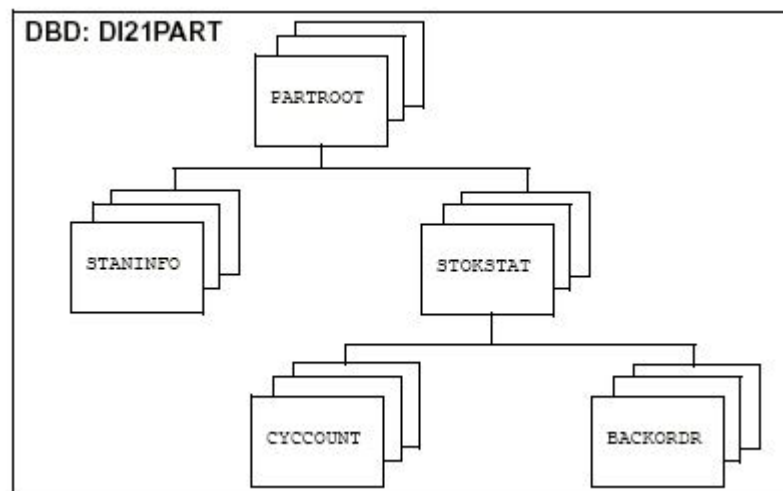 DBD: DI21PART
PARTROOT
STANINFO
STOKSTAT
CYCCOUNT
BACKORDR